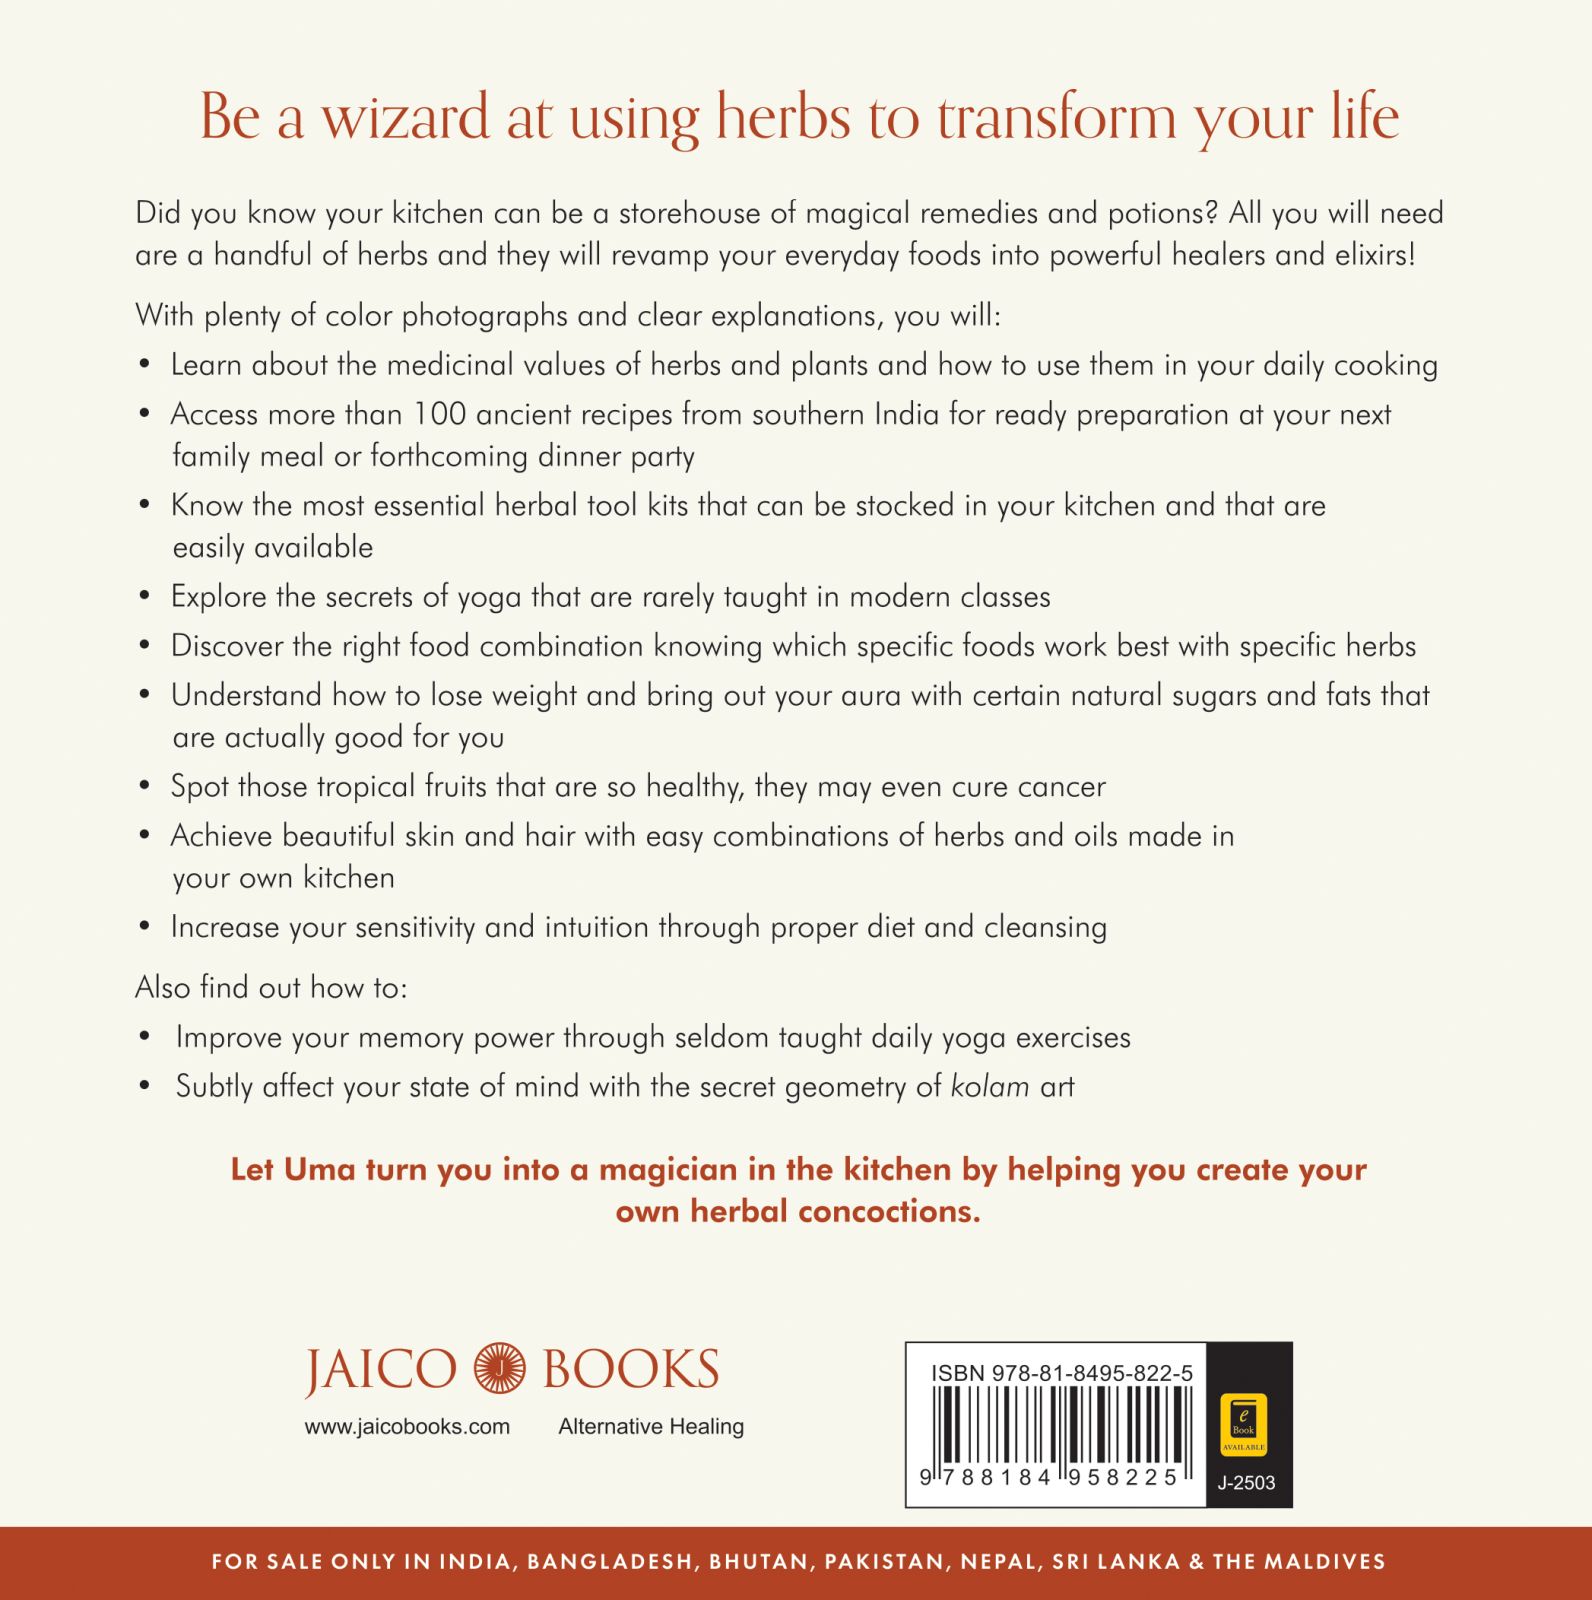 Be a wizard at using herbs to transform your life
Did you know your kitchen can be a storehouse of magical remedies and potions? All you will need
are a handful of herbs and they will revamp your everyday foods into powerful healers and elixirs!
With plenty of color photographs and clear explanations, you will:
• Learn about the medicinal values of herbs and plants and how to use them in your daily cooking
• Access more than 100 ancient recipes from southern India for ready preparation at your next
family meal or forthcoming dinner party
• Know the most essential herbal tool kits that can be stocked in your kitchen and that are
easily available
• Explore the secrets of yoga that are rarely taught in modern classes
• Discover the right food combination knowing which specific foods work best with specific herbs
• Understand how to lose weight and bring out your aura with certain natural sugars and fats that
are actually good for you
• Spot those tropical fruits that are so healthy, they may even cure cancer
• Achieve beautiful skin and hair with easy combinations of herbs and oils made in
your own kitchen
• Increase your sensitivity and intuition through proper diet and cleansing
Also find out how to:
• Improve your memory power through seldom taught daily yoga exercises
• Subtly affect your state of mind with the secret geometry of kolam art
Let Uma turn you into a magician in the kitchen by helping you create your
own herbal concoctions.
JAICO J BOOKS
www.jaicobooks.com Alternative Healing
ISBN 978-81-8495-822-5
9 788184 958225
e
Book
AVAILABLE
J-2503
FOR SALE ONLY IN INDIA, BANGLADESH, BHUTAN, PAKISTAN, NEPAL, SRI LANKA & THE MALDIVES